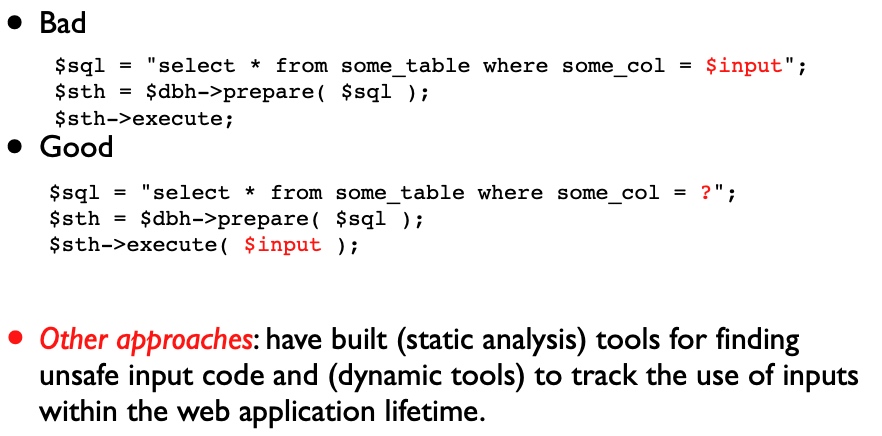 • Bad
$sql = "select * from some_table where some_col = $input";
$sth = $dbh->prepare( $sql );
$sth->execute;
• Good
$sql = "select * from some_table where some_col = ?";
$sth = $dbh->prepare( $sql );
$sth->execute( $input );
• Other approaches: have built (static analysis) tools for finding
unsafe input code and (dynamic tools) to track the use of inputs
within the web application lifetime.